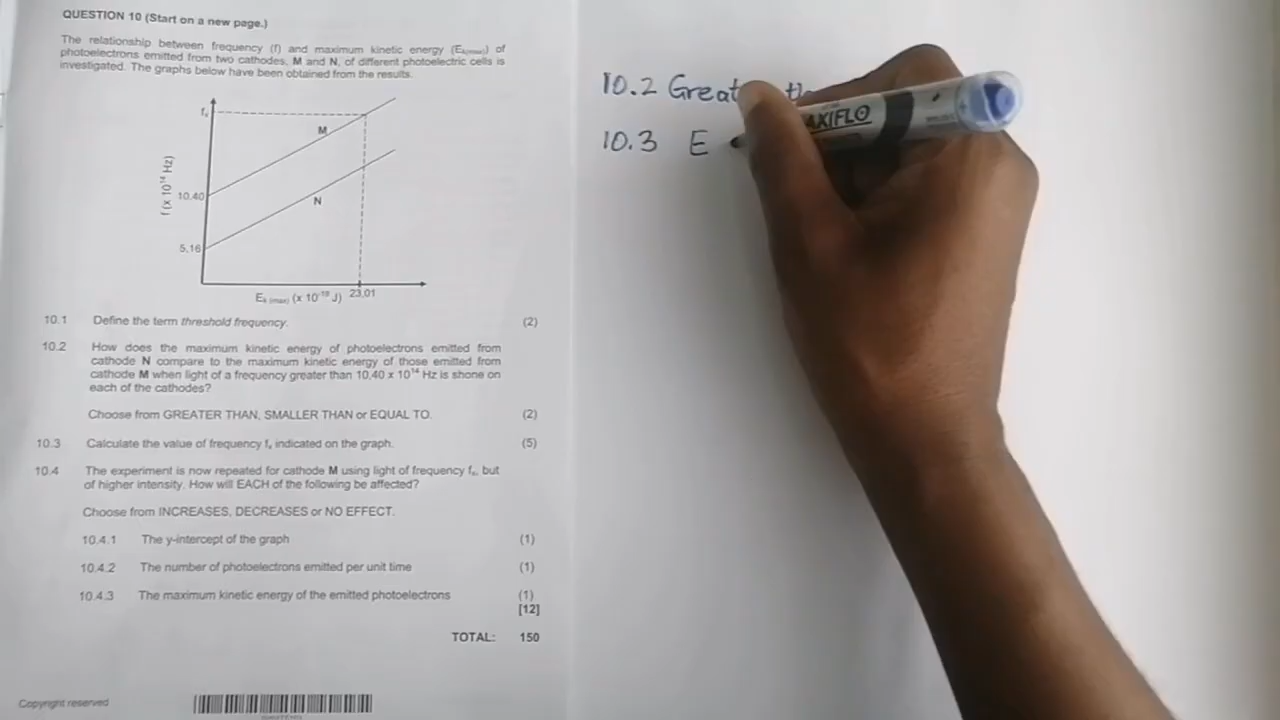 QUESTION 10 (Start on a new page.)
The relationship between frequency (f) and maximum kinetic energy (Eₖ₍ₘₐₓ₎) of
photoelectrons emitted from two cathodes, M and N, of different photoelectric cells is
investigated. The graphs below have been obtained from the results.
fₓ
M
f (x 10¹⁴ Hz)
10.40
N
5,16
Eₖ ₍ₘₐₓ₎ (x 10⁻¹⁹ J) 23,01
10.1 Define the term threshold frequency. (2)
10.2 How does the maximum kinetic energy of photoelectrons emitted from
cathode N compare to the maximum kinetic energy of those emitted from
cathode M when light of a frequency greater than 10,40 x 10¹⁴ Hz is shone on
each of the cathodes?
Choose from GREATER THAN, SMALLER THAN or EQUAL TO. (2)
10.3 Calculate the value of frequency fₓ indicated on the graph. (5)
10.4 The experiment is now repeated for cathode M using light of frequency fₓ, but
of higher intensity. How will EACH of the following be affected?
Choose from INCREASES, DECREASES or NO EFFECT.
10.4.1 The y-intercept of the graph (1)
10.4.2 The number of photoelectrons emitted per unit time (1)
10.4.3 The maximum kinetic energy of the emitted photoelectrons (1)
[12]
TOTAL: 150
Copyright reserved
10.2 Great
10.3 E
AXIFLO